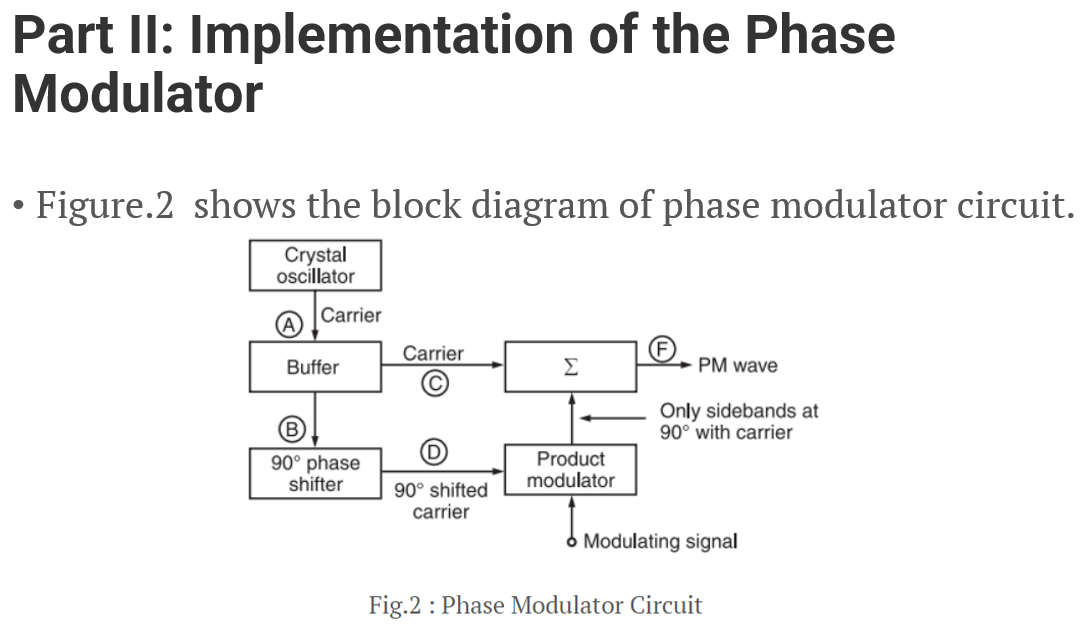 Part II: Implementation of the Phase
Modulator
• Figure.2 shows the block diagram of phase modulator circuit.
Crystal
oscillator
A
Carrier
Buffer
Carrier
C
Σ
F
PM wave
Only sidebands at
90° with carrier
B
90° phase
shifter
D
90° shifted
carrier
Product
modulator
Modulating signal
Fig.2 : Phase Modulator Circuit